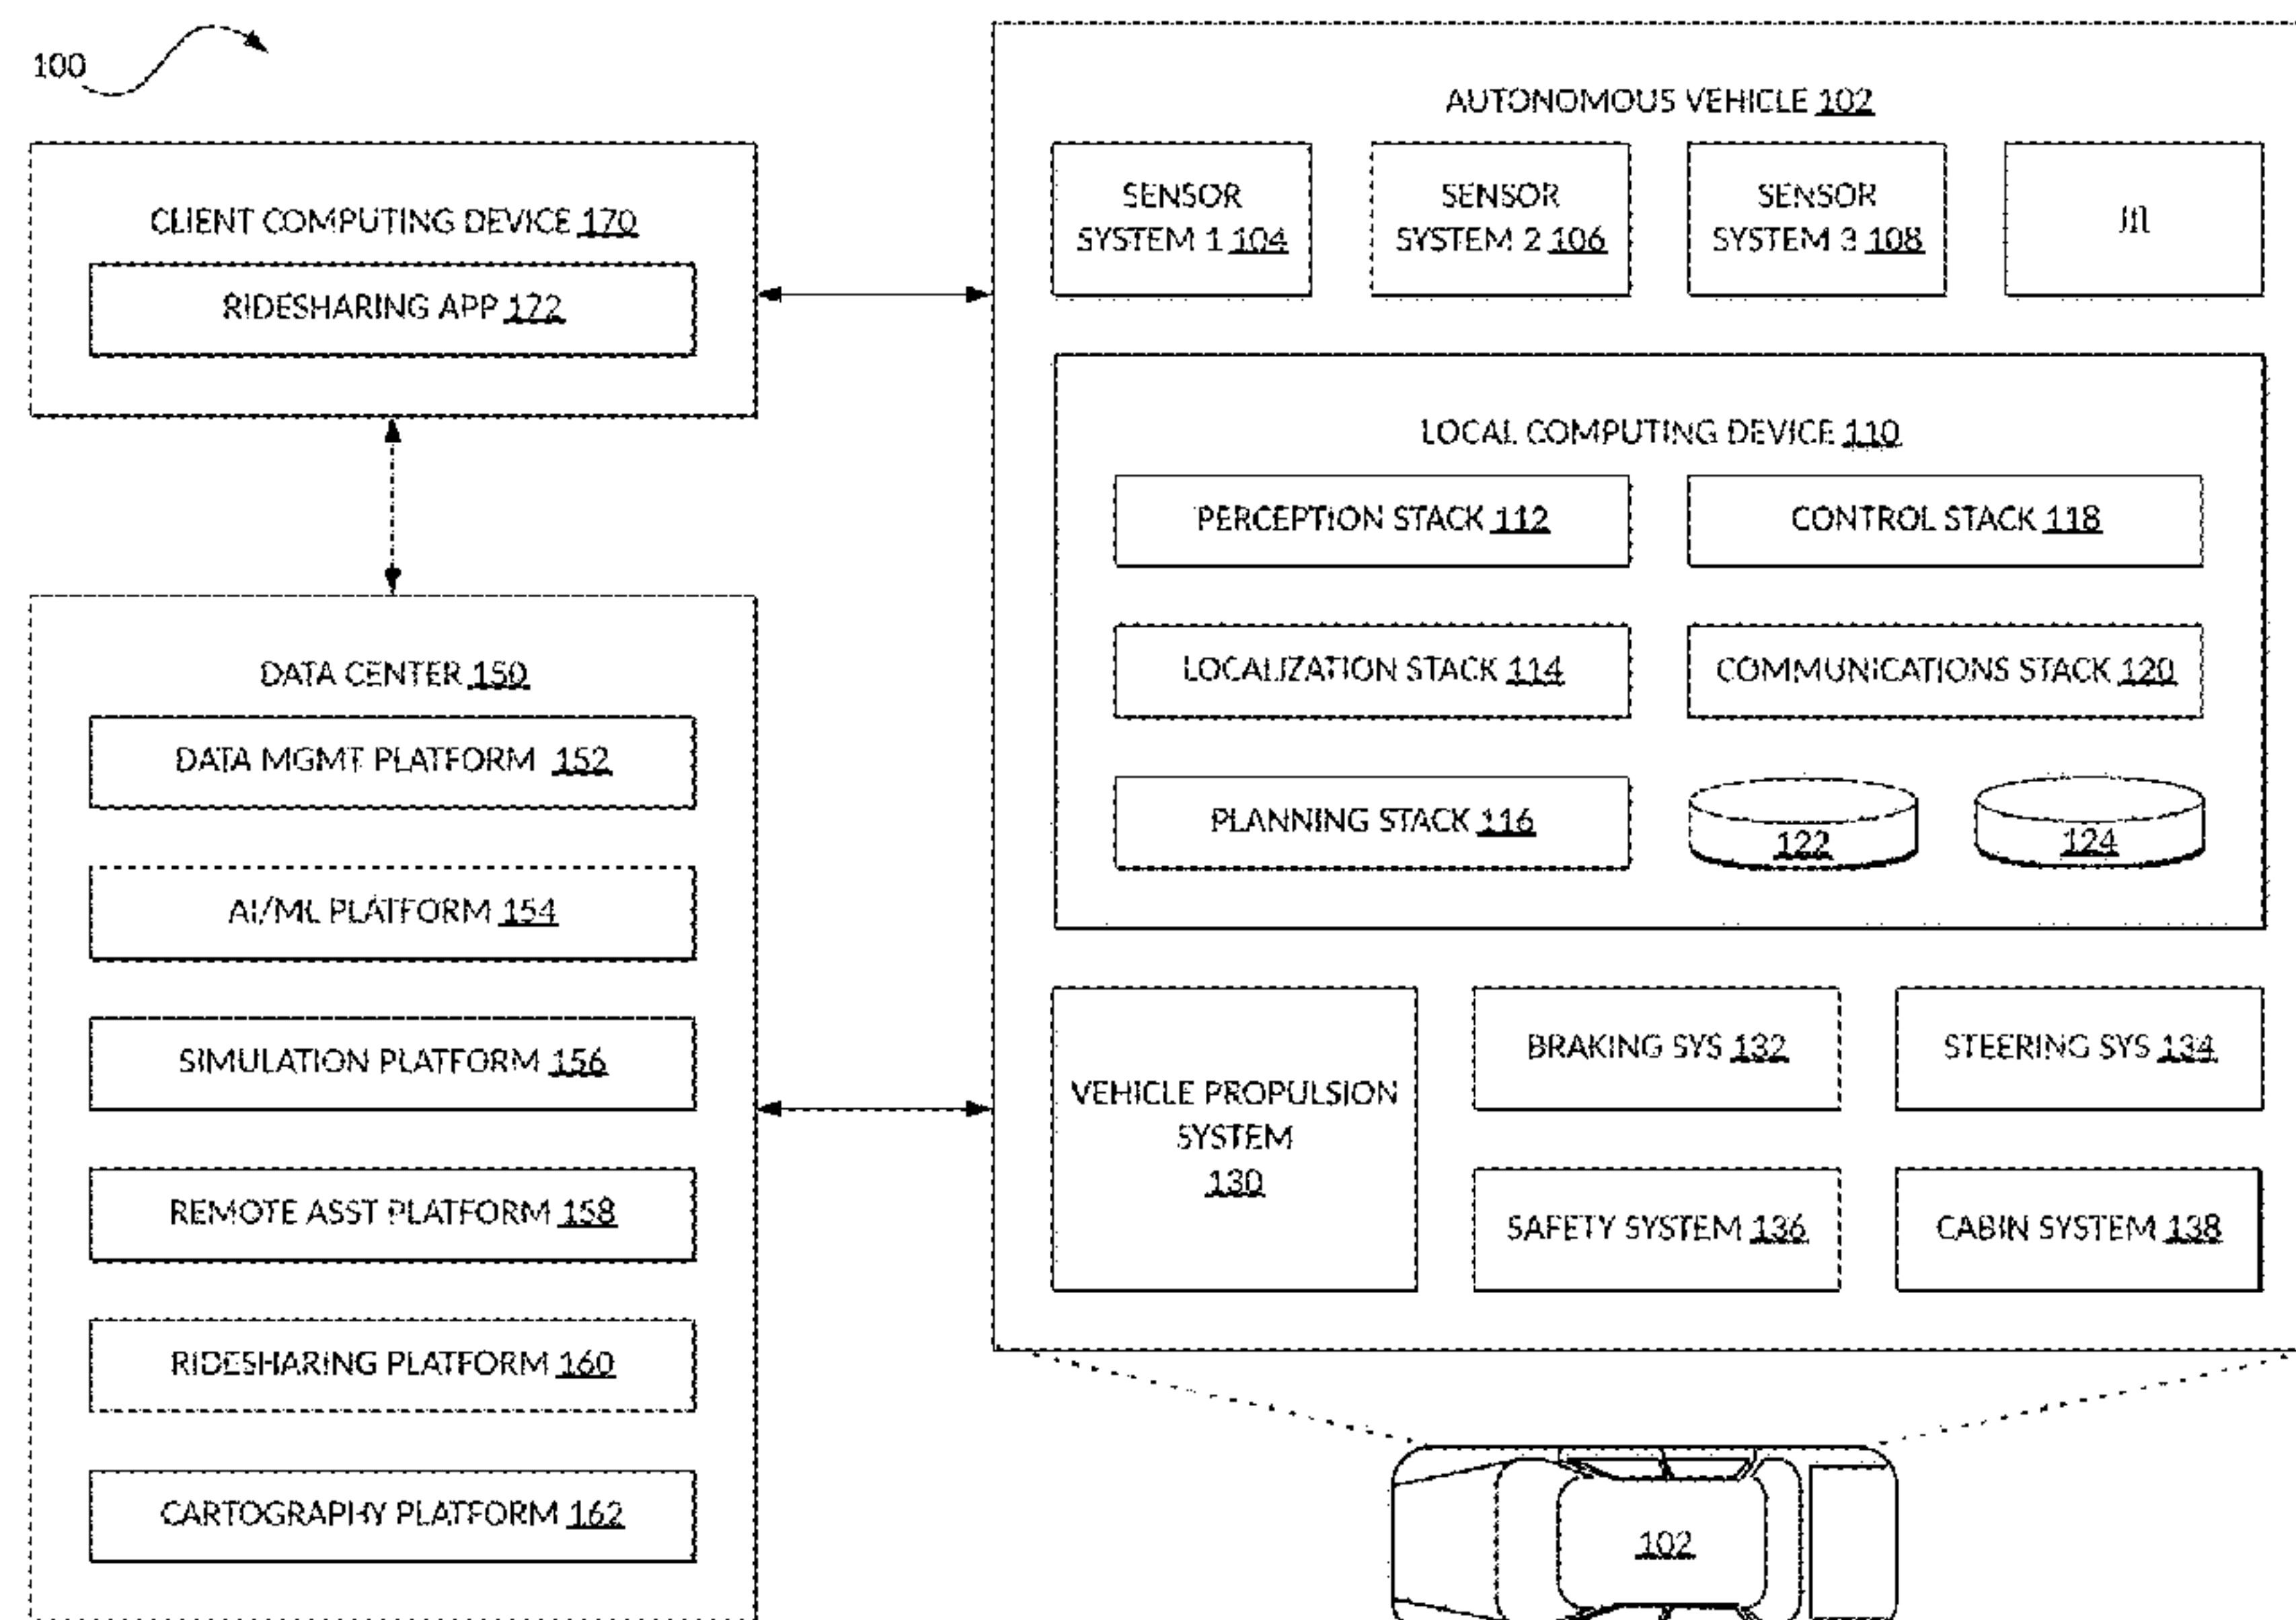 100
CLIENT COMPUTING DEVICE 170
RIDESHARING APP 172
DATA CENTER 150
DATA MGMT PLATFORM 152
AI/ML PLATFORM 154
SIMULATION PLATFORM 156
REMOTE ASST PLATFORM 158
RIDESHARING PLATFORM 160
CARTOGRAPHY PLATFORM 162
AUTONOMOUS VEHICLE 102
SENSOR
SYSTEM 1 104
SENSOR
SYSTEM 2 106
SENSOR
SYSTEM 3 108
LOCAL COMPUTING DEVICE 110
PERCEPTION STACK 112
CONTROL STACK 118
LOCALIZATION STACK 114
COMMUNICATIONS STACK 120
PLANNING STACK 116
122
124
VEHICLE PROPULSION
SYSTEM
130
BRAKING SYS 132
STEERING SYS 134
SAFETY SYSTEM 136
CABIN SYSTEM 138
102